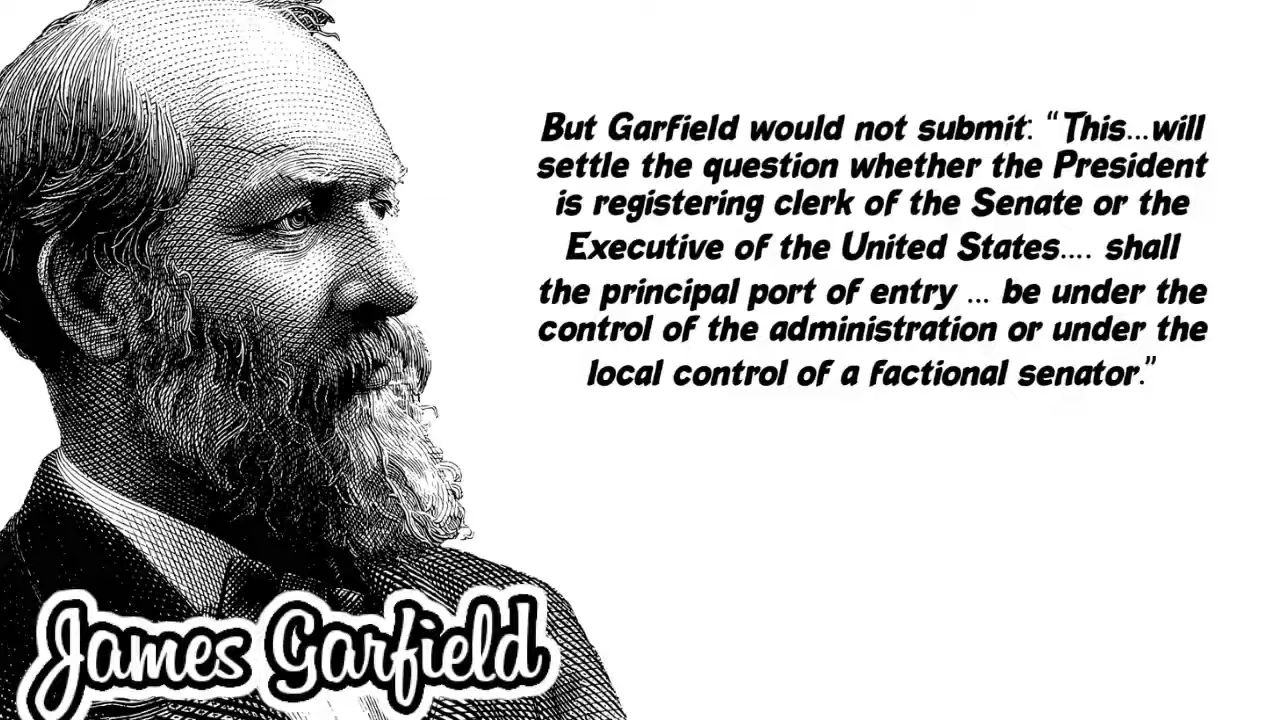 But Garfield would not submit: “This...will
settle the question whether the President
is registering clerk of the Senate or the
Executive of the United States.... shall
the principal port of entry ... be under the
control of the administration or under the
local control of a factional senator.”
James Garfield